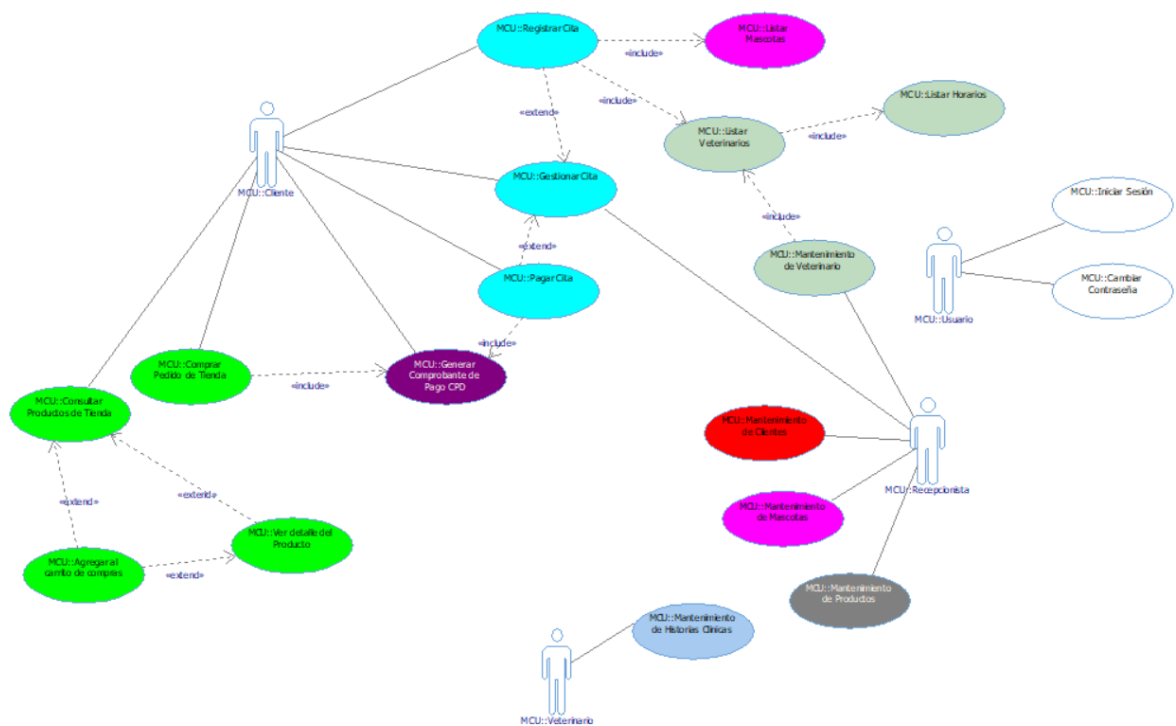 MCU::Registrar Cita
MCU::Listar
Mascotas
«include»
MCU::Listar Horarios
«include»
«extend»
«include»
MCU::Listar
Veterinarios
MCU::Gestionar Cita
MCU::Cliente
MCU::Iniciar Sesión
«include»
«extend»
MCU::Mantenimiento
de Veterinario
MCU::Pagar Cita
MCU::Cambiar
Contraseña
MCU::Usuario
«include»
MCU::Comprar
Pedido de Tienda
MCU::Generar
Comprobante de
Pago CPD
«include»
MCU::Consultar
Productos de Tienda
MCU::Mantenimiento
de Clientes
MCU::Recepcionista
«extend»
«extend»
MCU::Mantenimiento
de Mascotas
MCU::Ver detalle del
Producto
MCU::Agregar al
carrito de compras
«extend»
MCU::Mantenimiento
de Productos
MCU::Mantenimiento
de Historias Clínicas
MCU::Veterinario